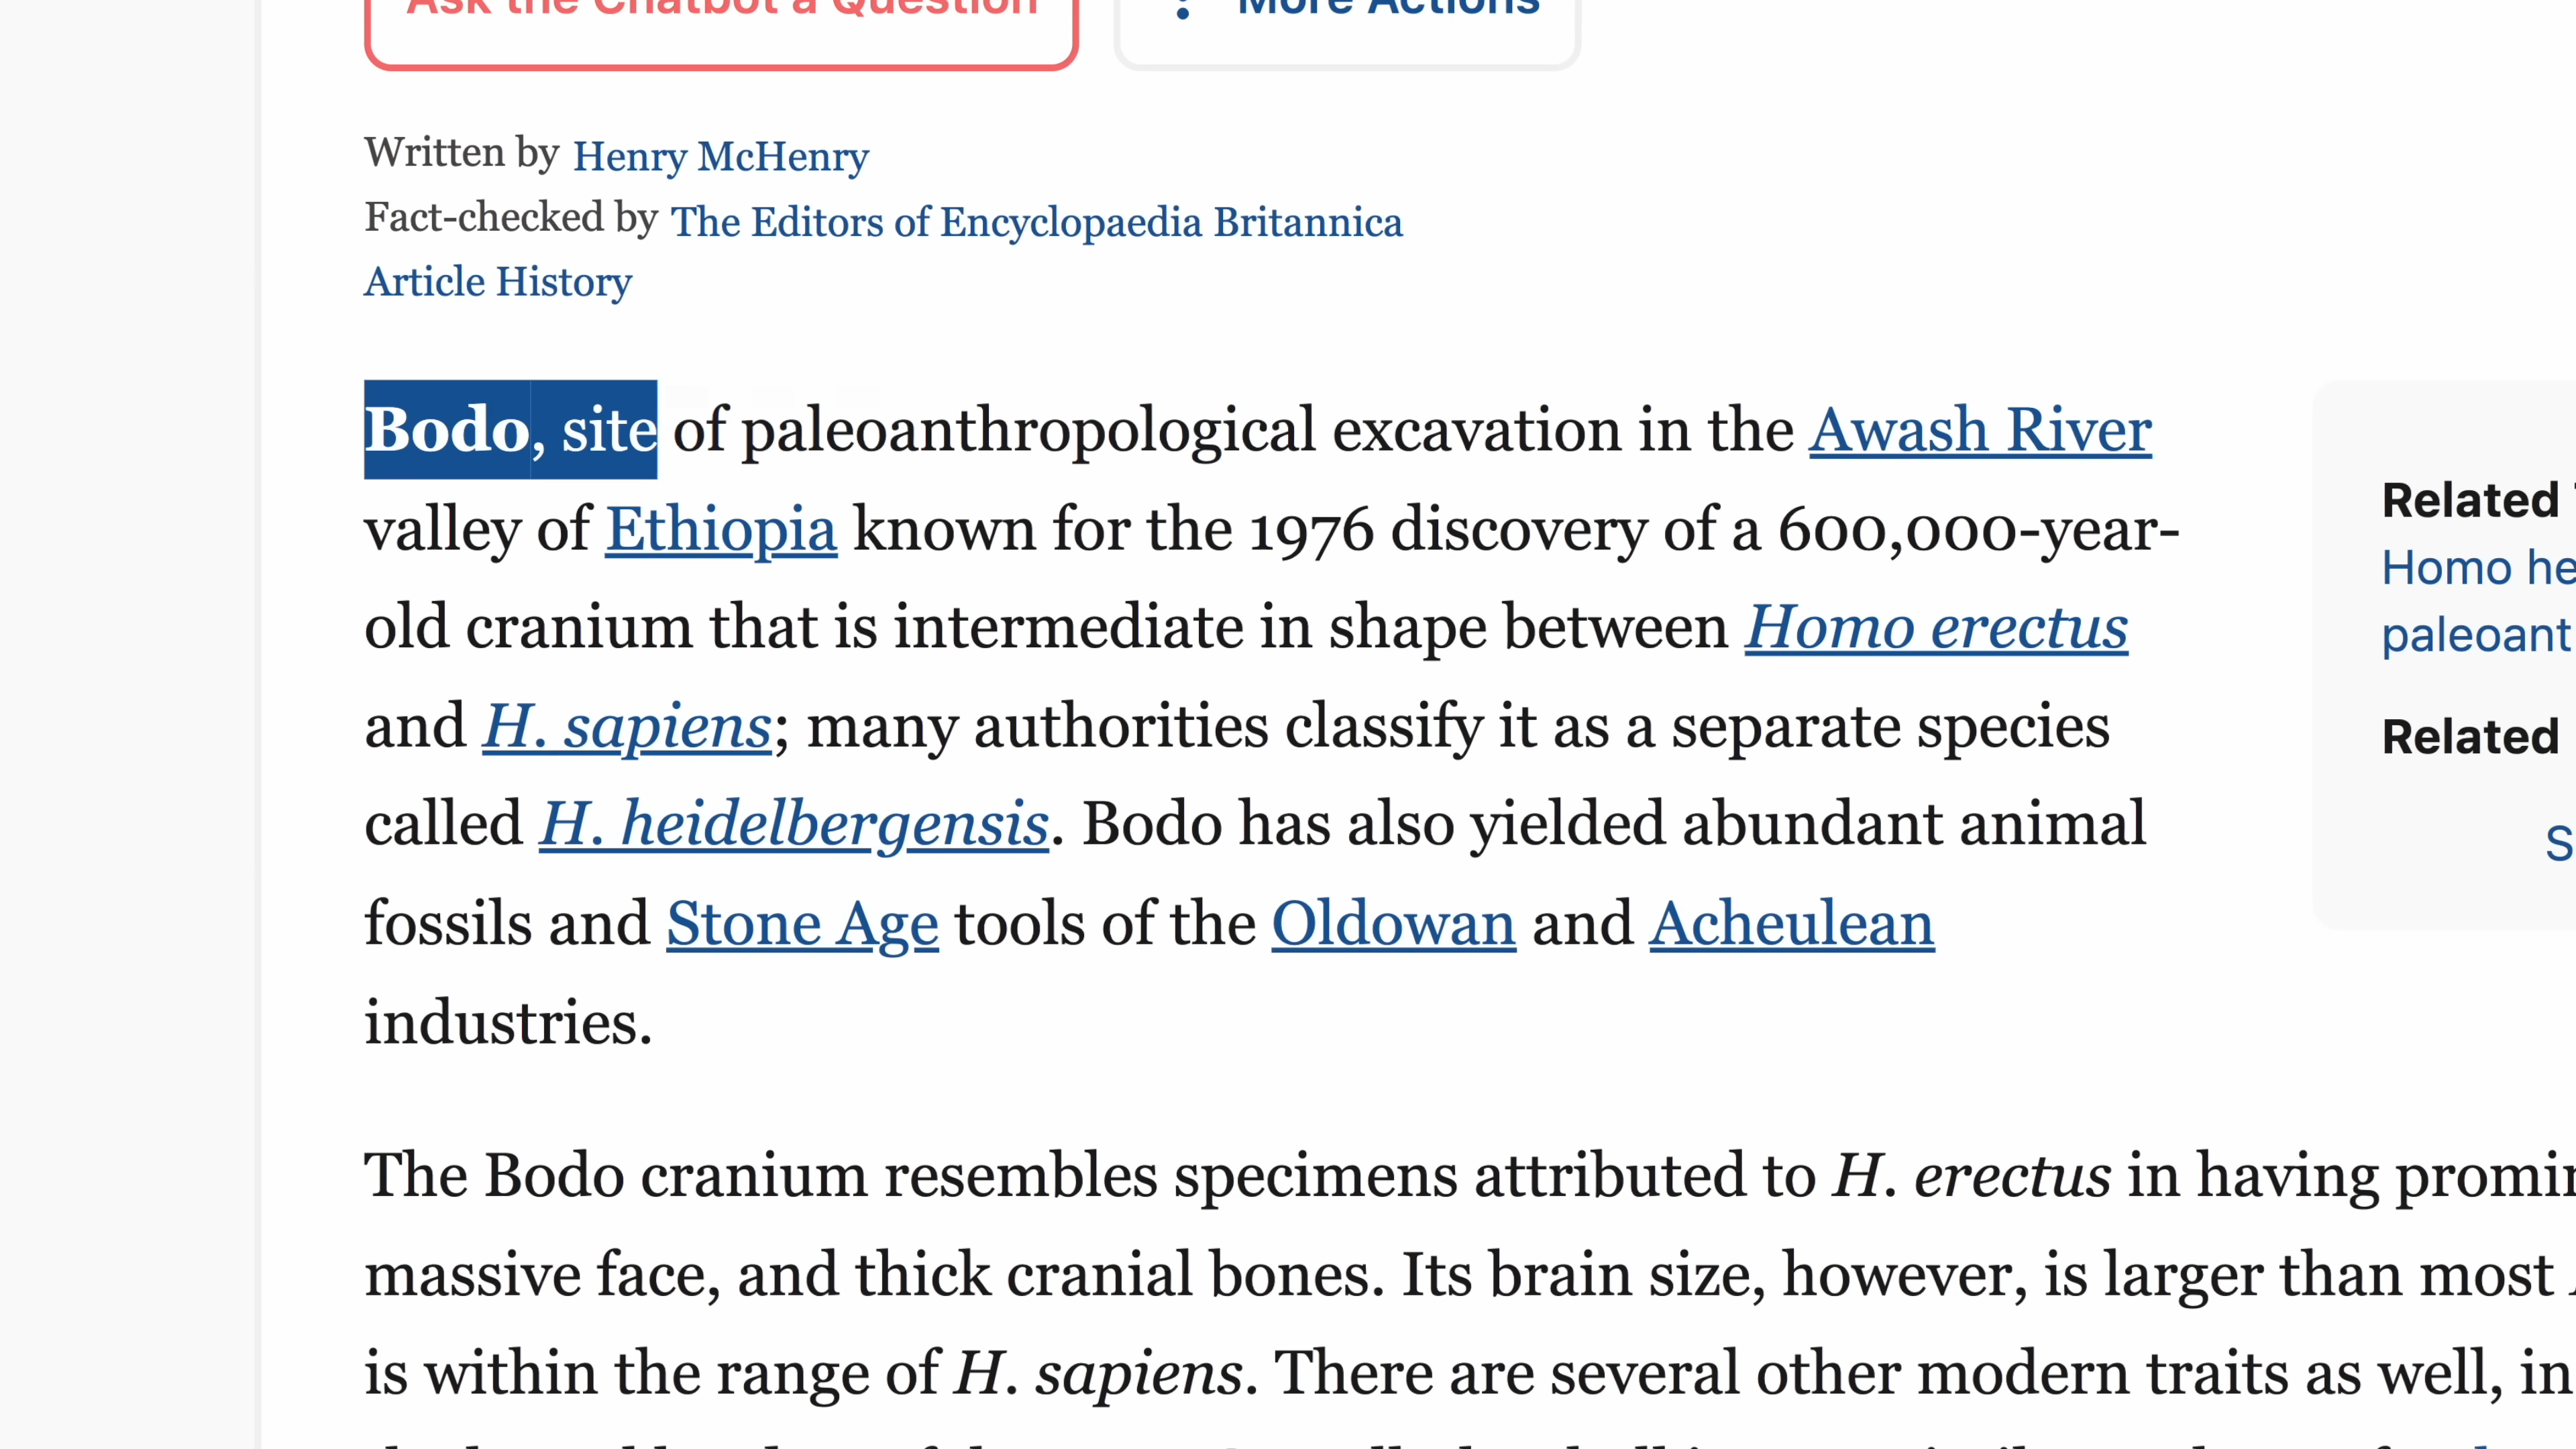 Ask the Chatbot a Question
More Actions
Written by Henry McHenry
Fact-checked by The Editors of Encyclopaedia Britannica
Article History
Bodo, site of paleoanthropological excavation in the Awash River
valley of Ethiopia known for the 1976 discovery of a 600,000-year-
old cranium that is intermediate in shape between Homo erectus
and H. sapiens; many authorities classify it as a separate species
called H. heidelbergensis. Bodo has also yielded abundant animal
fossils and Stone Age tools of the Oldowan and Acheulean
industries.
Related
Homo
Related
The Bodo cranium resembles specimens attributed to H. erectus in having
massive face, and thick cranial bones. Its brain size, however, is larger than most
is within the range of H. sapiens. There are several other modern traits as well,